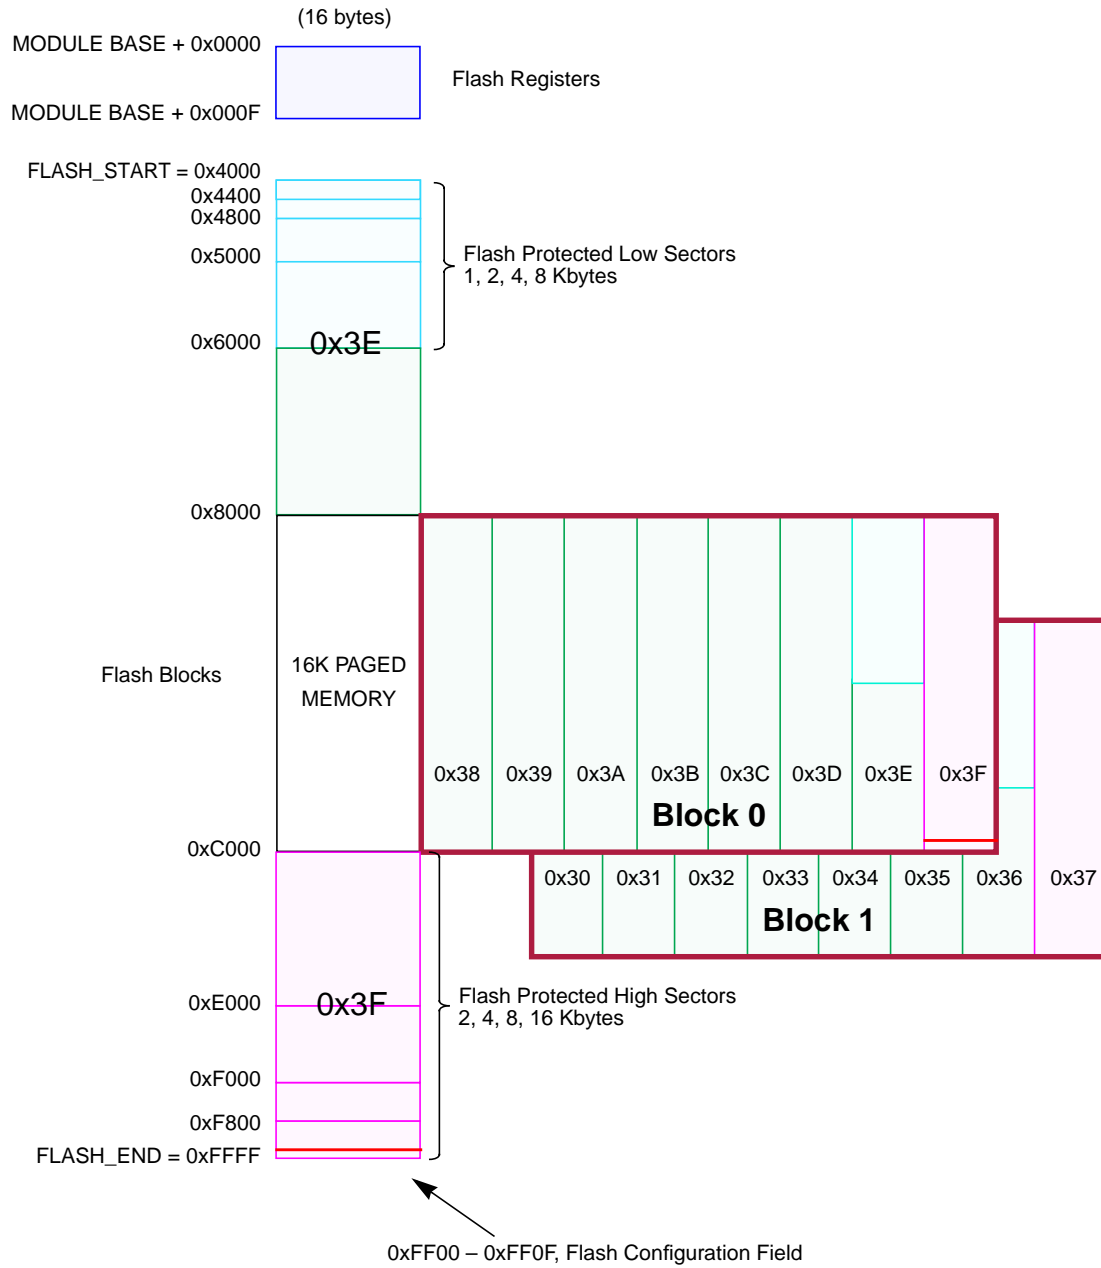 (16 bytes)
MODULE BASE + 0x0000
Flash Registers
MODULE BASE + 0x000F
FLASH_START = 0x4000
0x4400
0x4800
0x5000
Flash Protected Low Sectors
1, 2, 4, 8 Kbytes
0x6000
0x3E
0x8000
Flash Blocks
16K PAGED
MEMORY
0x38 0x39 0x3A 0x3B 0x3C 0x3D 0x3E 0x3F
Block 0
0xC000
0x30 0x31 0x32 0x33 0x34 0x35 0x36 0x37
Block 1
0xE000
0x3F
Flash Protected High Sectors
2, 4, 8, 16 Kbytes
0xF000
0xF800
FLASH_END = 0xFFFF
0xFF00 – 0xFF0F, Flash Configuration Field